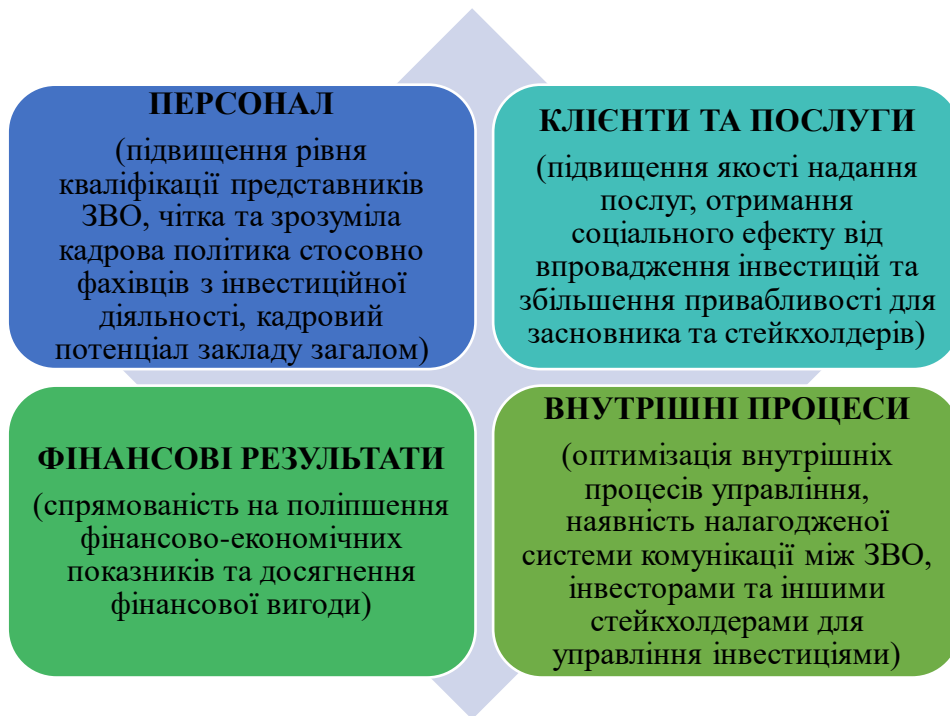 ПЕРСОНАЛ
(підвищення рівня
кваліфікації представників
ЗВО, чітка та зрозуміла
кадрова політика стосовно
фахівців з інвестиційної
діяльності, кадровий
потенціал закладу загалом)
КЛІЄНТИ ТА ПОСЛУГИ
(підвищення якості надання
послуг, отримання
соціального ефекту від
впровадження інвестицій та
збільшення привабливості для
засновника та стейкхолдерів)
ФІНАНСОВІ РЕЗУЛЬТАТИ
(спрямованість на поліпшення
фінансово-економічних
показників та досягнення
фінансової вигоди)
ВНУТРІШНІ ПРОЦЕСИ
(оптимізація внутрішніх
процесів управління,
наявність налагодженої
системи комунікації між ЗВО,
інвесторами та іншими
стейкхолдерами для
управління інвестиціями)